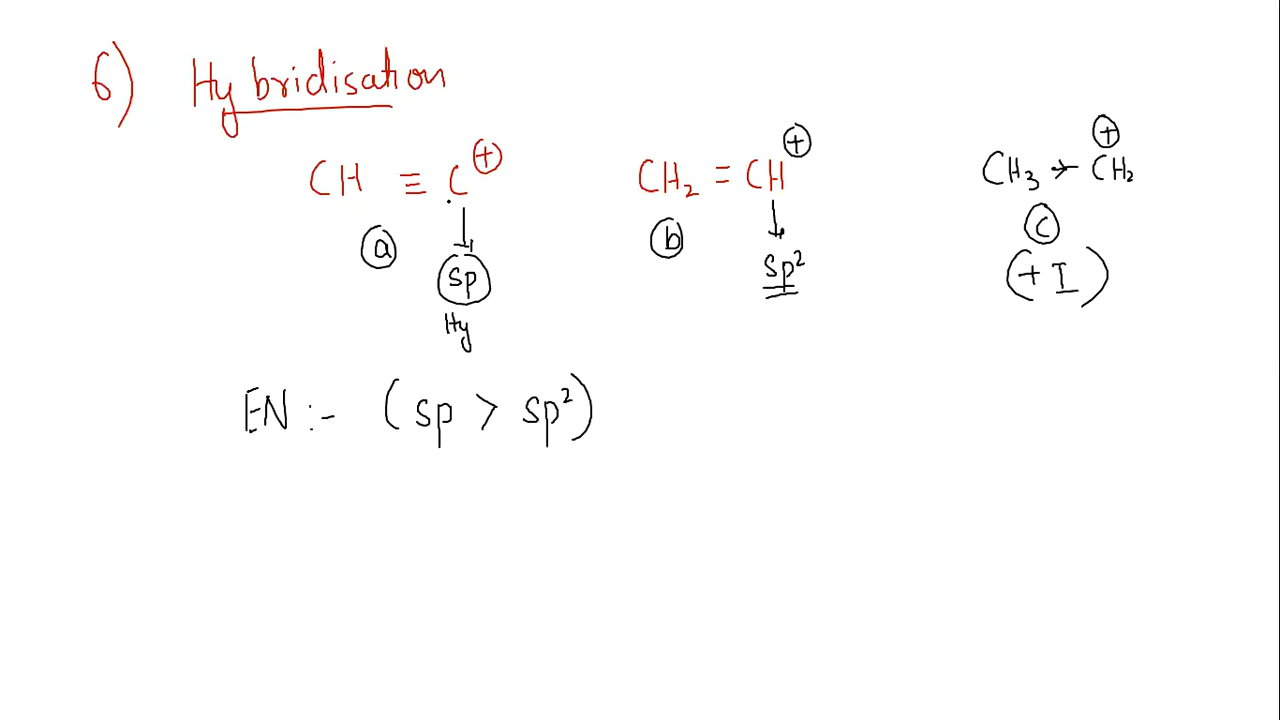 6) Hybridisation
CH ≡ C⊕ CH₂ = CH⊕ CH₃ → CH₂⊕
ⓐ ⓑ ⓒ
sp sp² (+I)
Hy
EN :- (sp > sp²)